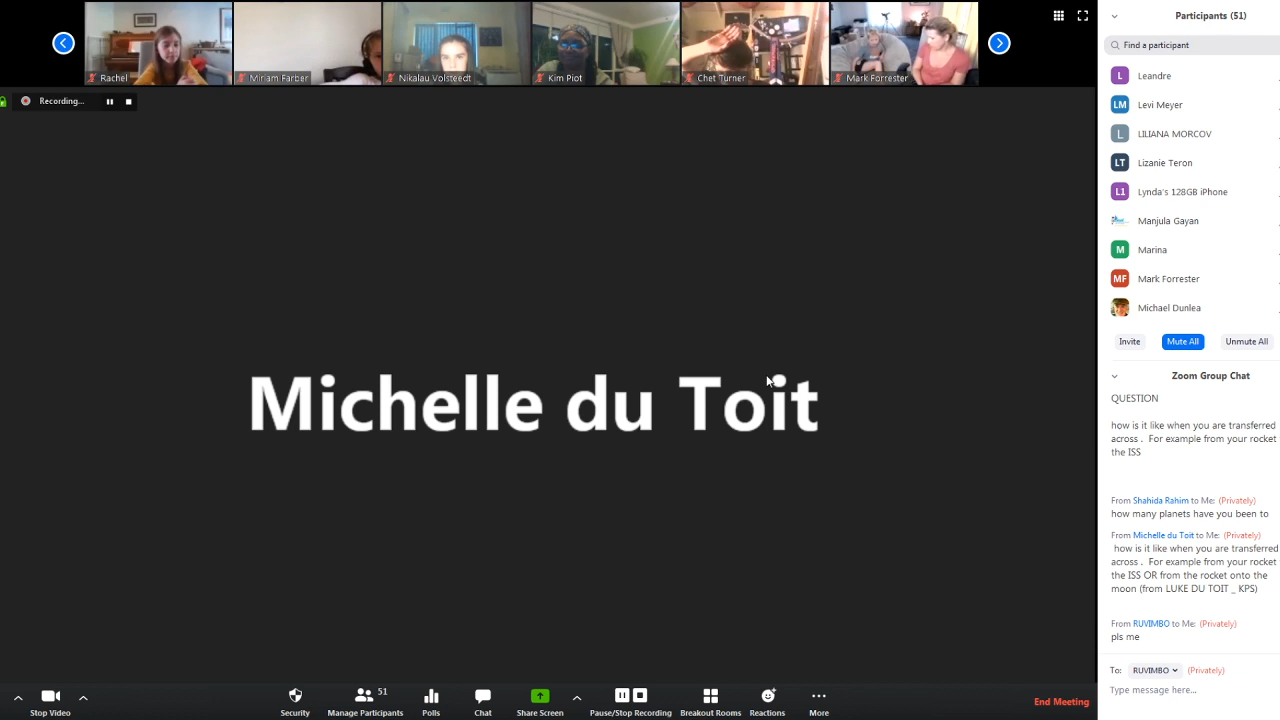 Rachel
Miriam Farber
Nikalau Volsteedt
Kim Piot
Chet Turner
Mark Forrester
Recording...
Michelle du Toit
Participants (51)
Find a participant
L Leandre
LM Levi Meyer
L LILIANA MORCOV
LT Lizanie Teron
L1 Lynda's 128GB iPhone
Manjula Gayan
M Marina
MF Mark Forrester
Michael Dunlea
Invite Mute All Unmute All
Zoom Group Chat
QUESTION
how is it like when you are transferred
across . For example from your rocket
the ISS
From Shahida Rahim to Me: (Privately)
how many planets have you been to
From Michelle du Toit to Me: (Privately)
how is it like when you are transferred
across . For example from your rocket
the ISS OR from the rocket onto the
moon (from LUKE DU TOIT _ KPS)
From RUVIMBO to Me: (Privately)
pls me
To: RUVIMBO (Privately)
Type message here...
Stop Video
Security
51
Manage Participants
Polls
Chat
Share Screen
Pause/Stop Recording
Breakout Rooms
Reactions
More
End Meeting